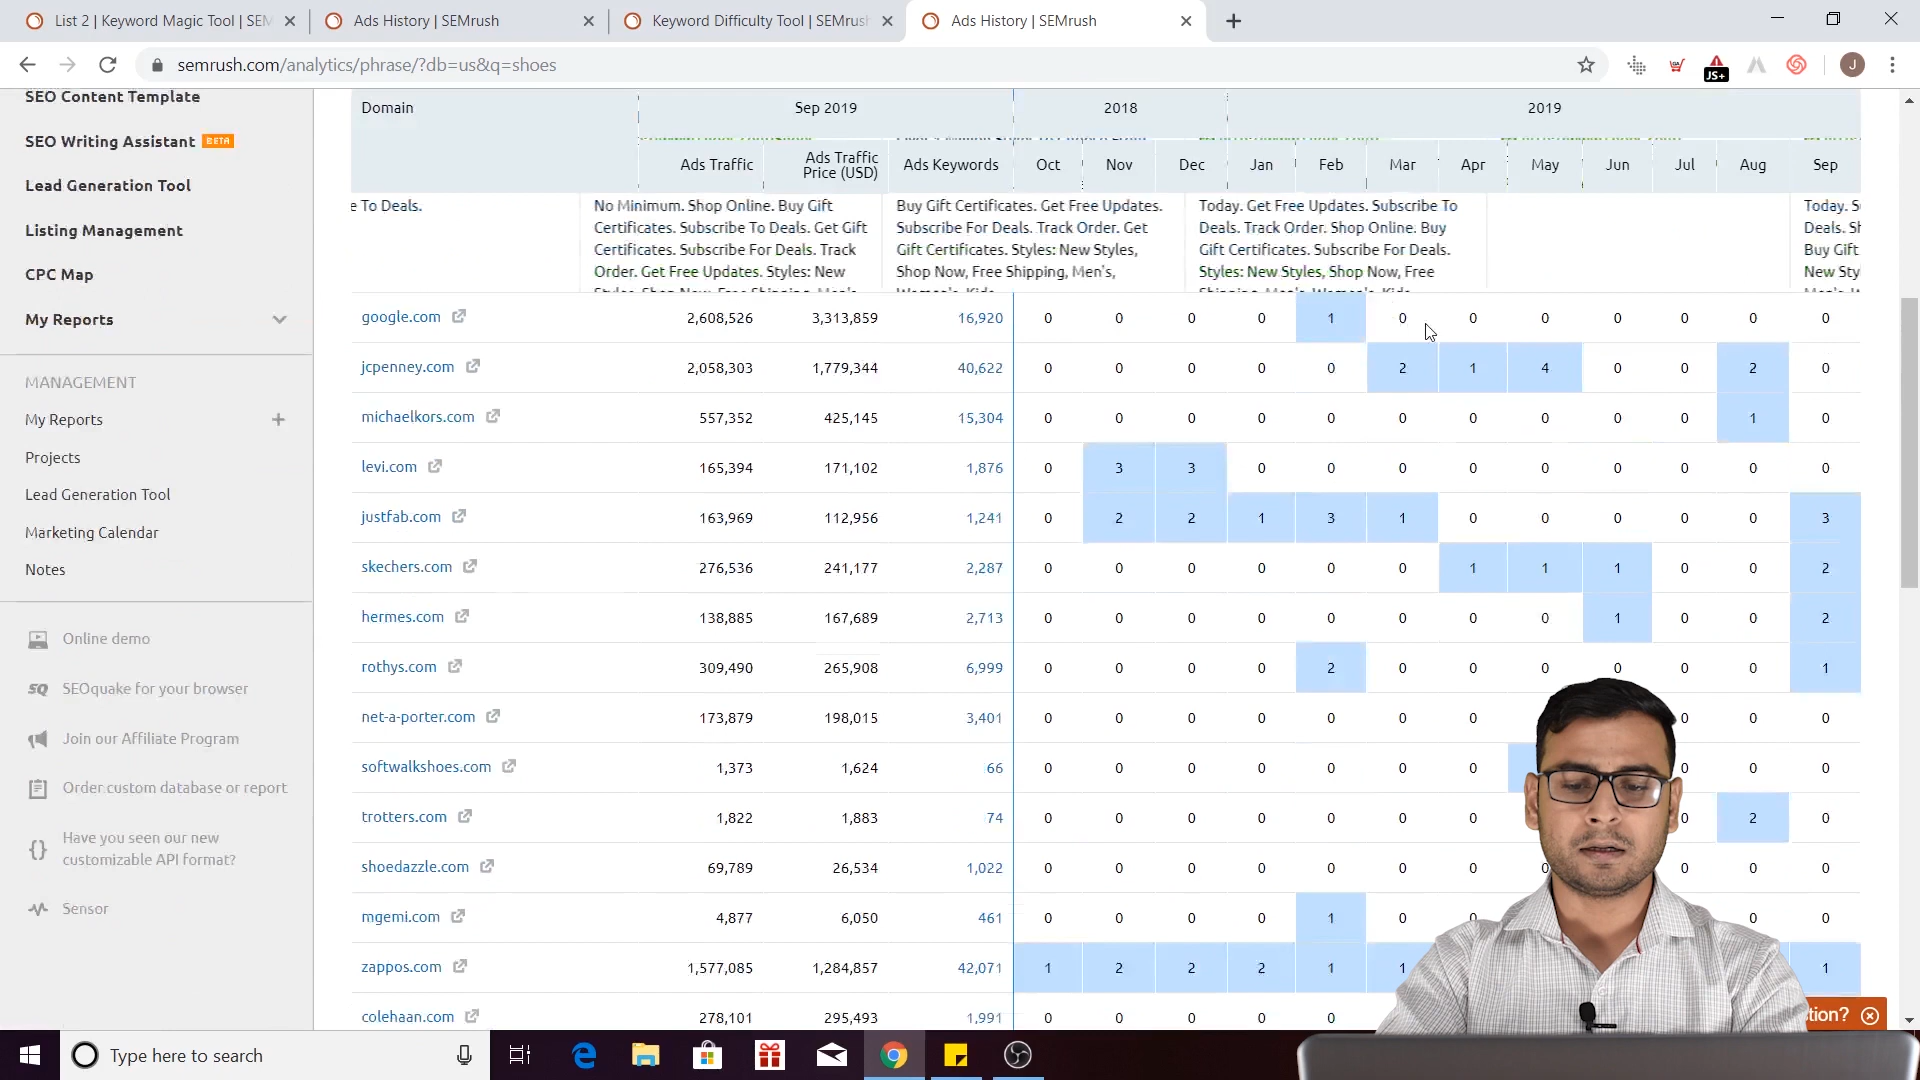 List 2 | Keyword Magic Tool | SEM
Ads History | SEMrush
Keyword Difficulty Tool | SEMrush
Ads History | SEMrush
semrush.com/analytics/phrase/?db=us&q=shoes
JS+
J
SEO Content Template
SEO Writing Assistant BETA
Lead Generation Tool
Listing Management
CPC Map
My Reports
MANAGEMENT
My Reports
Projects
Lead Generation Tool
Marketing Calendar
Notes
Online demo
SEOquake for your browser
Join our Affiliate Program
Order custom database or report
Have you seen our new
customizable API format?
Sensor
Domain Sep 2019 2018 2019
Ads Traffic Ads Traffic Price (USD) Ads Keywords Oct Nov Dec Jan Feb Mar Apr May Jun Jul Aug Sep
e To Deals.
No Minimum. Shop Online. Buy Gift
Certificates. Subscribe To Deals. Get Gift
Certificates. Subscribe For Deals. Track
Order. Get Free Updates. Styles: New
Buy Gift Certificates. Get Free Updates.
Subscribe For Deals. Track Order. Get
Gift Certificates. Styles: New Styles,
Shop Now, Free Shipping, Men's,
Today. Get Free Updates. Subscribe To
Deals. Track Order. Shop Online. Buy
Gift Certificates. Subscribe For Deals.
Styles: New Styles, Shop Now, Free
Today. S
Deals. Sh
Buy Gift
New Sty
google.com 2,608,526 3,313,859 16,920 0 0 0 0 1 0 0 0 0 0 0 0
jcpenney.com 2,058,303 1,779,344 40,622 0 0 0 0 0 2 1 4 0 0 2 0
michaelkors.com 557,352 425,145 15,304 0 0 0 0 0 0 0 0 0 0 1 0
levi.com 165,394 171,102 1,876 0 3 3 0 0 0 0 0 0 0 0 0
justfab.com 163,969 112,956 1,241 0 2 2 1 3 1 0 0 0 0 0 3
skechers.com 276,536 241,177 2,287 0 0 0 0 0 0 1 1 1 0 0 2
hermes.com 138,885 167,689 2,713 0 0 0 0 0 0 0 0 1 0 0 2
rothys.com 309,490 265,908 6,999 0 0 0 0 2 0 0 0 0 0 0 1
net-a-porter.com 173,879 198,015 3,401 0 0 0 0 0 0 0 0 0 0 0
softwalkshoes.com 1,373 1,624 66 0 0 0 0 0 0 0 0 0 0
trotters.com 1,822 1,883 74 0 0 0 0 0 0 0 0 2 0
shoedazzle.com 69,789 26,534 1,022 0 0 0 0 0 0 0 0 0 0 0
mgemi.com 4,877 6,050 461 0 0 0 0 1 0 0 0 0
zappos.com 1,577,085 1,284,857 42,071 1 2 2 2 1 1 1
colehaan.com 278,101 295,493 1,991 0 0 0 0 0
tion?
Type here to search